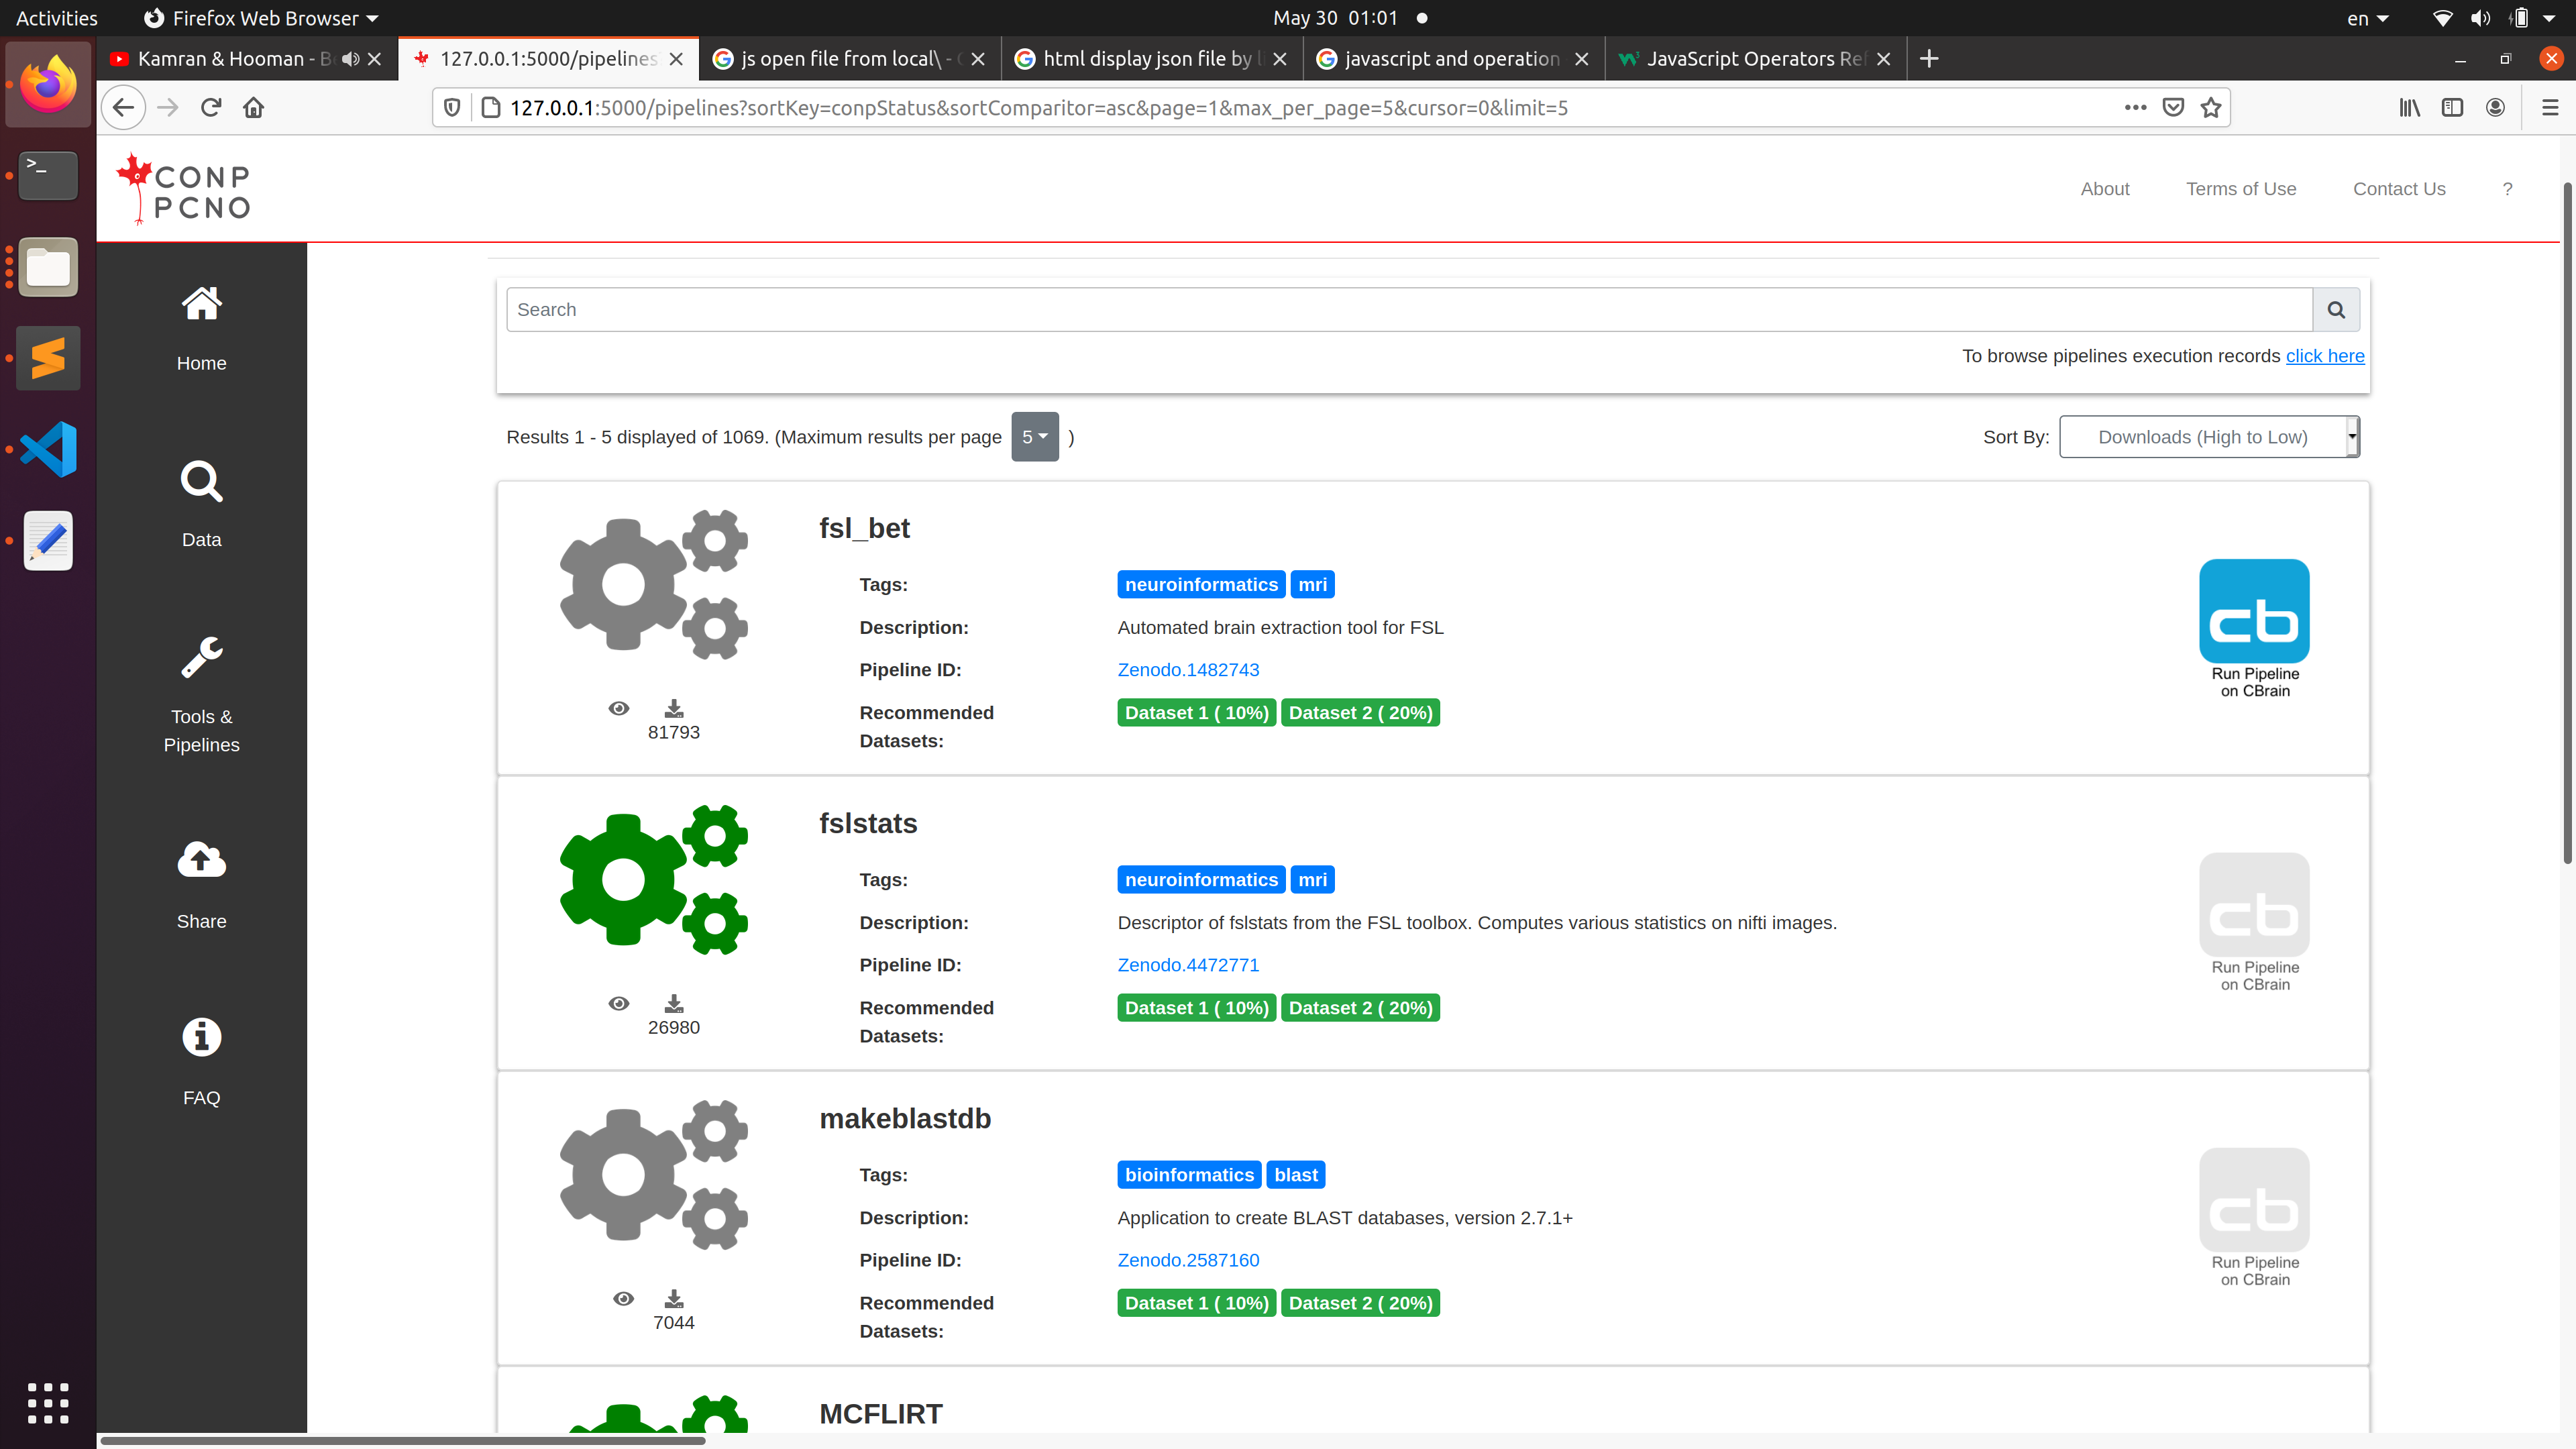 Activities
Firefox Web Browser
May 30 01:01
en
Kamran & Hooman - B
127.0.0.1:5000/pipelines
js open file from local\ -
html display json file by
javascript and operation
JavaScript Operators Ref
127.0.0.1:5000/pipelines?sortKey=conpStatus&sortComparitor=asc&page=1&max_per_page=5&cursor=0&limit=5
CONP
PCNO
About
Terms of Use
Contact Us
?
Home
Data
Tools &
Pipelines
Share
FAQ
Search
To browse pipelines execution records click here
Results 1 - 5 displayed of 1069. (Maximum results per page 5 )
Sort By: Downloads (High to Low)
fsl_bet
Tags: neuroinformatics mri
Description: Automated brain extraction tool for FSL
Pipeline ID: Zenodo.1482743
Recommended Datasets: Dataset 1 ( 10%) Dataset 2 ( 20%)
81793
cb
Run Pipeline
on CBrain
fslstats
Tags: neuroinformatics mri
Description: Descriptor of fslstats from the FSL toolbox. Computes various statistics on nifti images.
Pipeline ID: Zenodo.4472771
Recommended Datasets: Dataset 1 ( 10%) Dataset 2 ( 20%)
26980
cb
Run Pipeline
on CBrain
makeblastdb
Tags: bioinformatics blast
Description: Application to create BLAST databases, version 2.7.1+
Pipeline ID: Zenodo.2587160
Recommended Datasets: Dataset 1 ( 10%) Dataset 2 ( 20%)
7044
cb
Run Pipeline
on CBrain
MCFLIRT